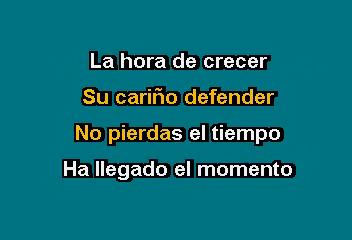 La hora de crecer
Su cariño defender
No pierdas el tiempo
Ha llegado el momento